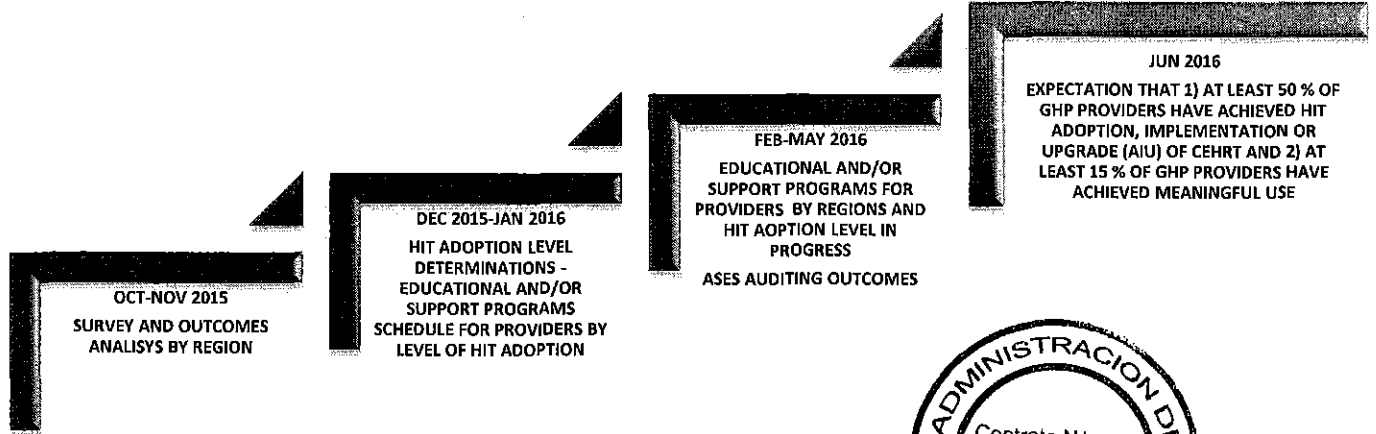 OCT-NOV 2015
SURVEY AND OUTCOMES
ANALISYS BY REGION
DEC 2015-JAN 2016
HIT ADOPTION LEVEL
DETERMINATIONS -
EDUCATIONAL AND/OR
SUPPORT PROGRAMS
SCHEDULE FOR PROVIDERS BY
LEVEL OF HIT ADOPTION
FEB-MAY 2016
EDUCATIONAL AND/OR
SUPPORT PROGRAMS FOR
PROVIDERS BY REGIONS AND
HIT AOPTION LEVEL IN
PROGRESS
ASES AUDITING OUTCOMES
JUN 2016
EXPECTATION THAT 1) AT LEAST 50 % OF
GHP PROVIDERS HAVE ACHIEVED HIT
ADOPTION, IMPLEMENTATION OR
UPGRADE (AIU) OF CEHRT AND 2) AT
LEAST 15 % OF GHP PROVIDERS HAVE
ACHIEVED MEANINGFUL USE
ADMINISTRACION DE